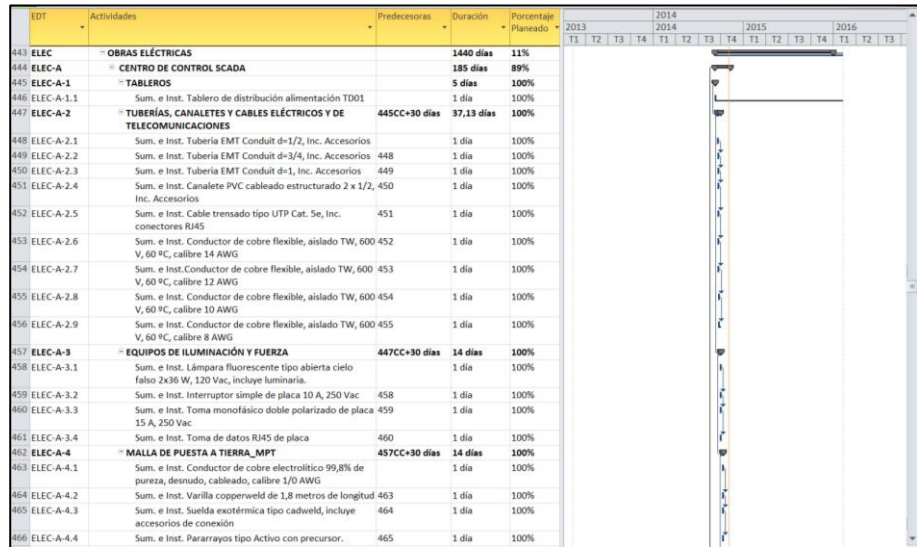 EDT Actividades Predecesoras Duración Porcentaje Planeado
2014
2013 2014 2015 2016
T1 T2 T3 T4 T1 T2 T3 T4 T1 T2 T3 T4 T1 T2 T3
443 ELEC OBRAS ELÉCTRICAS 1440 días 11%
444 ELEC-A CENTRO DE CONTROL SCADA 185 días 89%
445 ELEC-A-1 TABLEROS 5 días 100%
446 ELEC-A-1.1 Sum. e Inst. Tablero de distribución alimentación TD01 1 día 100%
447 ELEC-A-2 TUBERÍAS, CANALETES Y CABLES ELÉCTRICOS Y DE 445CC+30 días 37,13 días 100%
TELECOMUNICACIONES
448 ELEC-A-2.1 Sum. e Inst. Tuberia EMT Conduit d=1/2, Inc. Accesorios 1 día 100%
449 ELEC-A-2.2 Sum. e Inst. Tuberia EMT Conduit d=3/4, Inc. Accesorios 448 1 día 100%
450 ELEC-A-2.3 Sum. e Inst. Tuberia EMT Conduit d=1, Inc. Accesorios 449 1 día 100%
451 ELEC-A-2.4 Sum. e Inst. Canalete PVC cableado estructurado 2 x 1/2, 450 1 día 100%
Inc. Accesorios
452 ELEC-A-2.5 Sum. e Inst. Cable trensado tipo UTP Cat. 5e, Inc. 451 1 día 100%
conectores RJ45
453 ELEC-A-2.6 Sum. e Inst. Conductor de cobre flexible, aislado TW, 600 452 1 día 100%
V, 60 ºC, calibre 14 AWG
454 ELEC-A-2.7 Sum. e Inst.Conductor de cobre flexible, aislado TW, 600 453 1 día 100%
V, 60 ºC, calibre 12 AWG
455 ELEC-A-2.8 Sum. e Inst. Conductor de cobre flexible, aislado TW, 600 454 1 día 100%
V, 60 ºC, calibre 10 AWG
456 ELEC-A-2.9 Sum. e Inst. Conductor de cobre flexible, aislado TW, 600 455 1 día 100%
V, 60 ºC, calibre 8 AWG
457 ELEC-A-3 EQUIPOS DE ILUMINACIÓN Y FUERZA 447CC+30 días 14 días 100%
458 ELEC-A-3.1 Sum. e Inst. Lámpara fluorescente tipo abierta cielo 1 día 100%
falso 2x36 W, 120 Vac, incluye luminaria.
459 ELEC-A-3.2 Sum. e Inst. Interruptor simple de placa 10 A, 250 Vac 458 1 día 100%
460 ELEC-A-3.3 Sum. e Inst. Toma monofásico doble polarizado de placa 459 1 día 100%
15 A, 250 Vac
461 ELEC-A-3.4 Sum. e Inst. Toma de datos RJ45 de placa 460 1 día 100%
462 ELEC-A-4 MALLA DE PUESTA A TIERRA_MPT 457CC+30 días 14 días 100%
463 ELEC-A-4.1 Sum. e Inst. Conductor de cobre electrolítico 99,8% de 1 día 100%
pureza, desnudo, cableado, calibre 1/0 AWG
464 ELEC-A-4.2 Sum. e Inst. Varilla copperweld de 1,8 metros de longitud 463 1 día 100%
465 ELEC-A-4.3 Sum. e Inst. Suelda exotérmica tipo cadweld, incluye 464 1 día 100%
accesorios de conexión
466 ELEC-A-4.4 Sum. e Inst. Pararrayos tipo Activo con precursor. 465 1 día 100%